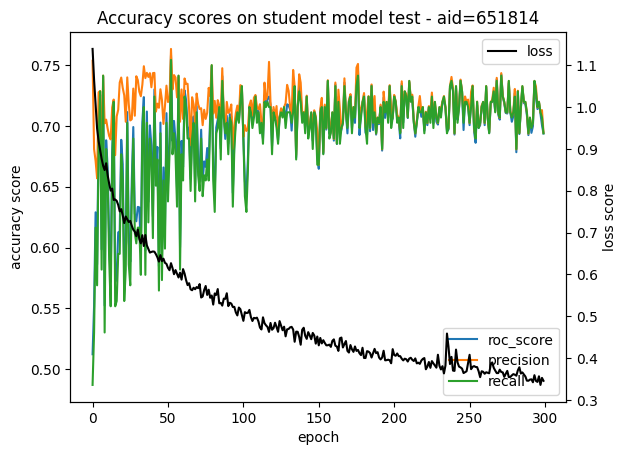 Accuracy scores on student model test - aid=651814
loss
0.75
0.70
0.65
0.60
0.55
0.50
accuracy score
1.1
1.0
0.9
0.8
0.7
0.6
0.5
0.4
0.3
loss score
roc_score
precision
recall
0
50
100
150
200
250
300
epoch